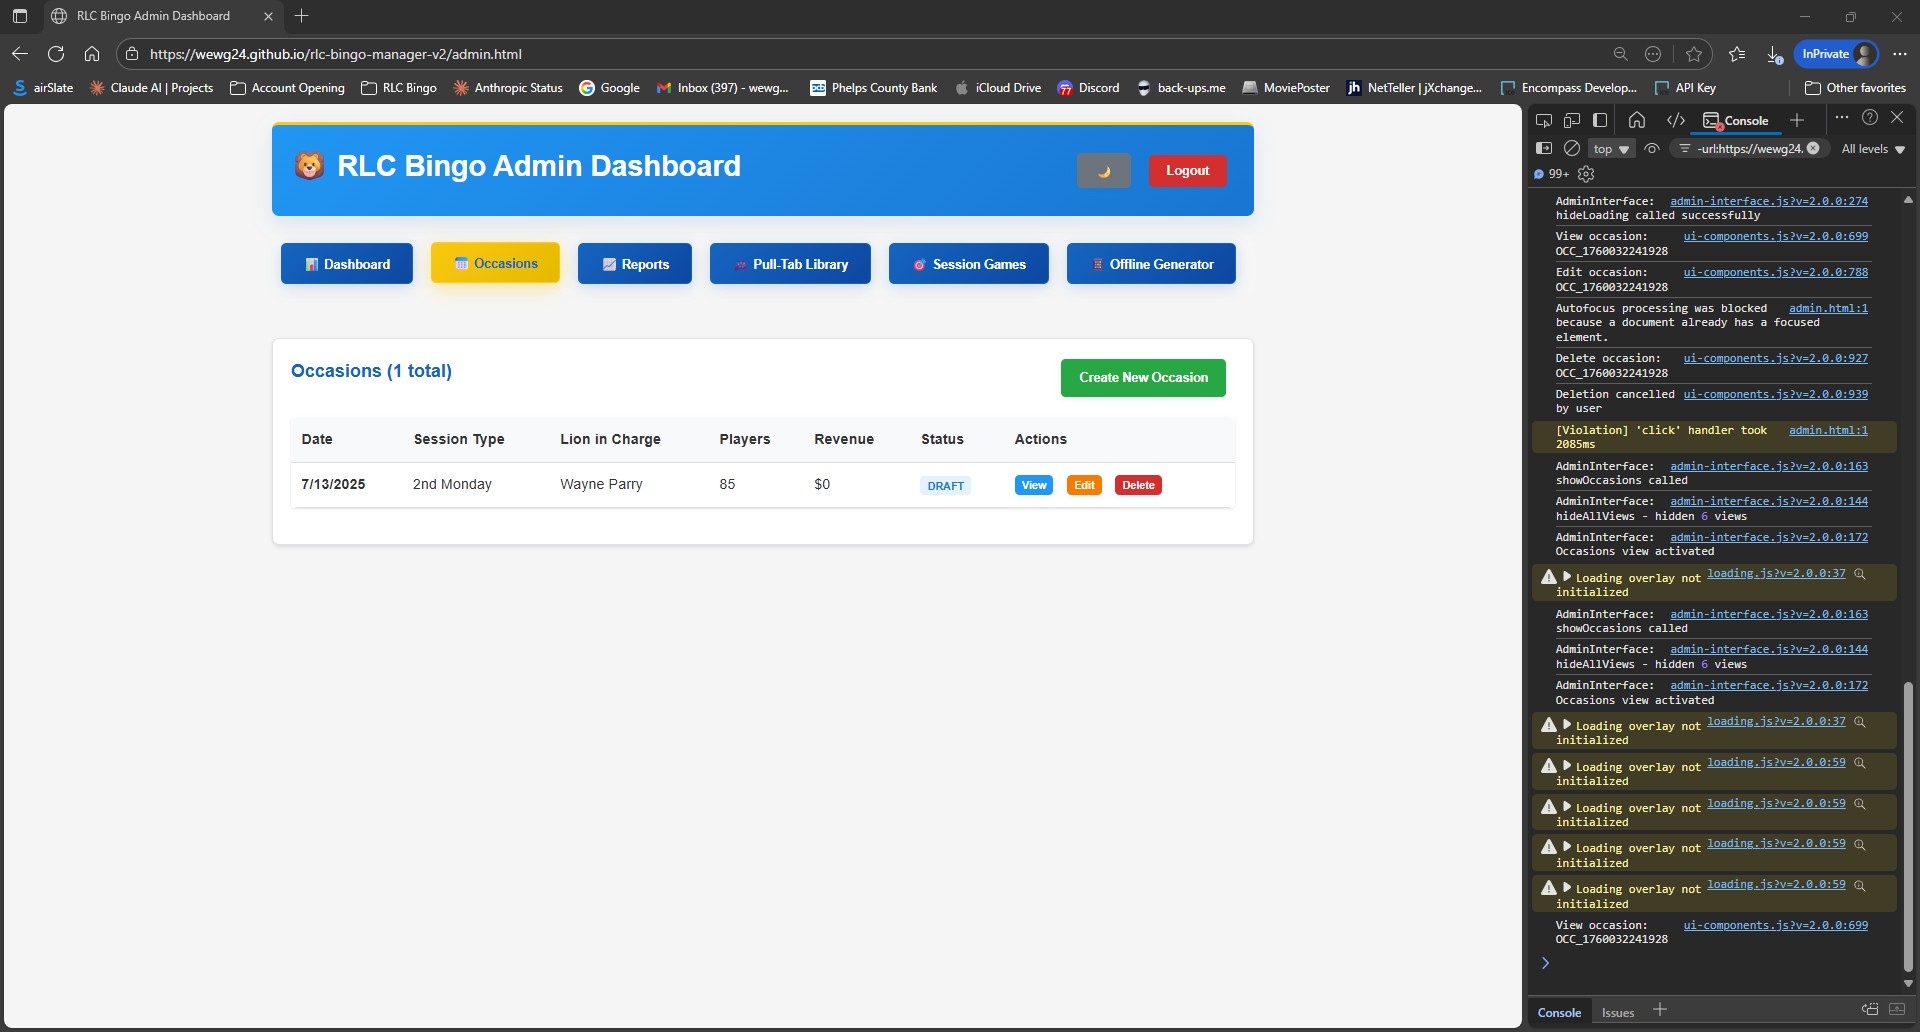 RLC Bingo Admin Dashboard
https://wewg24.github.io/rlc-bingo-manager-v2/admin.html
InPrivate
airSlate
Claude AI | Projects
Account Opening
RLC Bingo
Anthropic Status
Google
Inbox (397) - wewg...
Phelps County Bank
iCloud Drive
Discord
back-ups.me
MoviePoster
NetTeller | jXchange...
Encompass Develop...
API Key
Other favorites
RLC Bingo Admin Dashboard
Logout
Dashboard
Occasions
Reports
Pull-Tab Library
Session Games
Offline Generator
Occasions (1 total)
Create New Occasion
Date Session Type Lion in Charge Players Revenue Status Actions
7/13/2025 2nd Monday Wayne Parry 85 $0 DRAFT View Edit Delete
Console
top
-url:https://wewg24.
All levels
99+
AdminInterface: admin-interface.js?v=2.0.0:274
hideLoading called successfully
View occasion: ui-components.js?v=2.0.0:699
OCC_1760032241928
Edit occasion: ui-components.js?v=2.0.0:788
OCC_1760032241928
Autofocus processing was blocked admin.html:1
because a document already has a focused
element.
Delete occasion: ui-components.js?v=2.0.0:927
OCC_1760032241928
Deletion cancelled ui-components.js?v=2.0.0:939
by user
[Violation] 'click' handler took admin.html:1
2085ms
AdminInterface: admin-interface.js?v=2.0.0:163
showOccasions called
AdminInterface: admin-interface.js?v=2.0.0:144
hideAllViews - hidden 6 views
AdminInterface: admin-interface.js?v=2.0.0:172
Occasions view activated
Loading overlay not loading.js?v=2.0.0:37
initialized
AdminInterface: admin-interface.js?v=2.0.0:163
showOccasions called
AdminInterface: admin-interface.js?v=2.0.0:144
hideAllViews - hidden 6 views
AdminInterface: admin-interface.js?v=2.0.0:172
Occasions view activated
Loading overlay not loading.js?v=2.0.0:37
initialized
Loading overlay not loading.js?v=2.0.0:59
initialized
Loading overlay not loading.js?v=2.0.0:59
initialized
Loading overlay not loading.js?v=2.0.0:59
initialized
Loading overlay not loading.js?v=2.0.0:59
initialized
View occasion: ui-components.js?v=2.0.0:699
OCC_1760032241928
Console
Issues